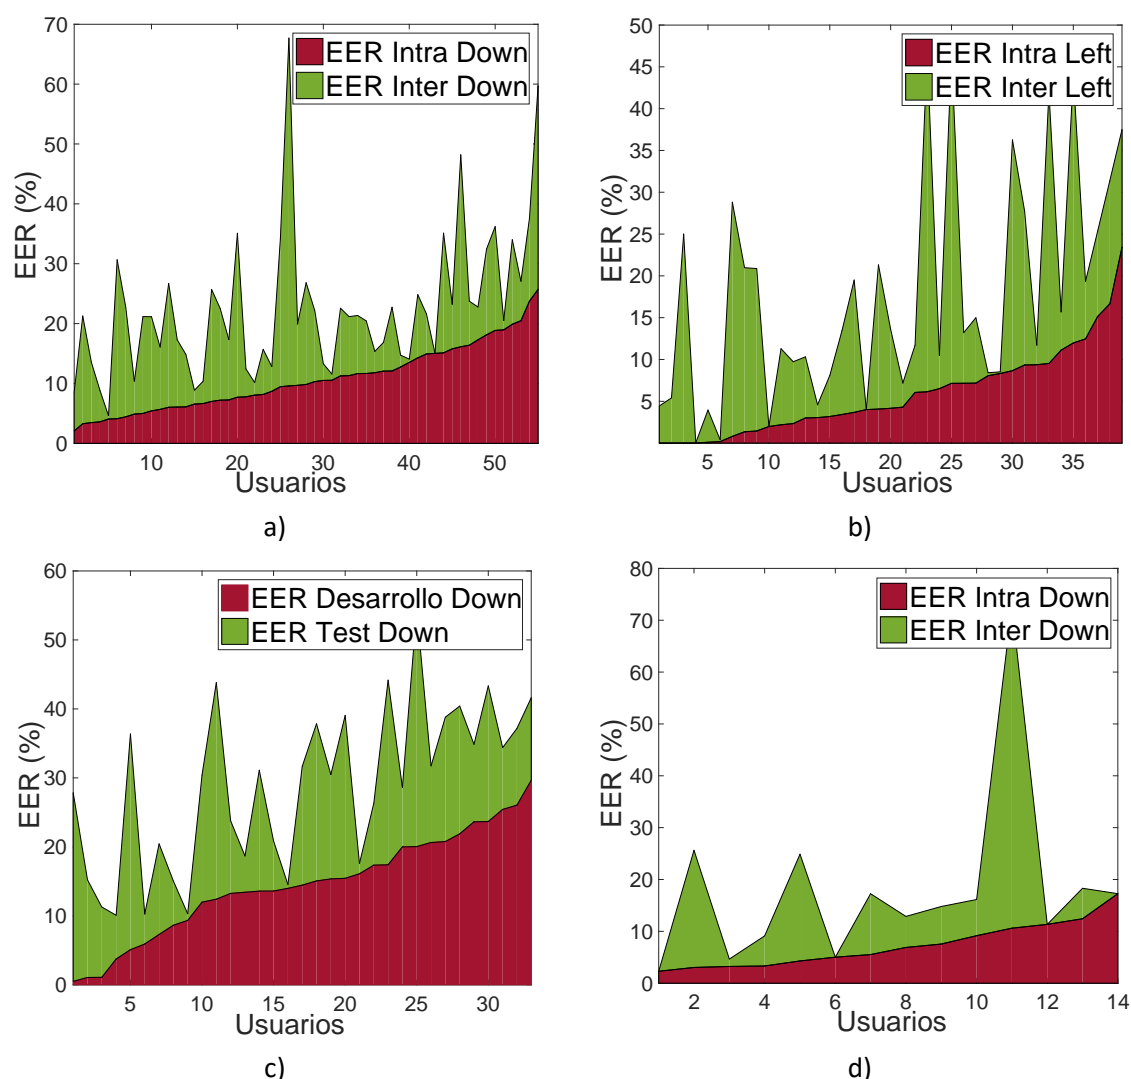 70
60
50
40
30
20
10
0
EER (%)
10
20
30
40
50
Usuarios
EER Intra Down
EER Inter Down
a)
50
45
40
35
30
25
20
15
10
5
EER (%)
5
10
15
20
25
30
35
Usuarios
EER Intra Left
EER Inter Left
b)
60
50
40
30
20
10
0
EER (%)
5
10
15
20
25
30
Usuarios
EER Desarrollo Down
EER Test Down
c)
80
70
60
50
40
30
20
10
0
EER (%)
2
4
6
8
10
12
14
Usuarios
EER Intra Down
EER Inter Down
d)